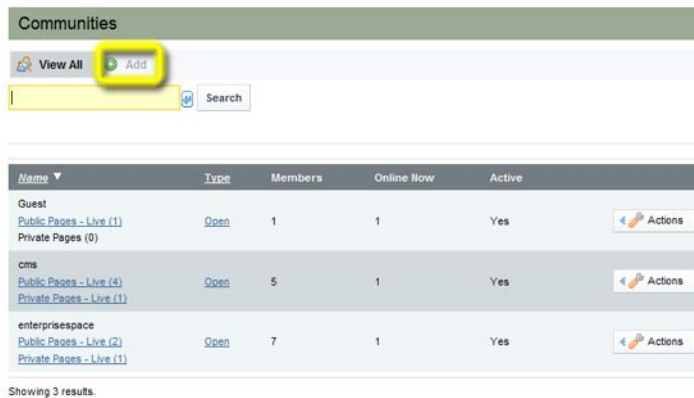 Communities
View All Add
Search
Name Type Members Online Now Active
Guest
Public Pages - Live (1) Open 1 1 Yes Actions
Private Pages (0)
cms
Public Pages - Live (4) Open 5 1 Yes Actions
Private Pages - Live (1)
enterprisespace
Public Pages - Live (2) Open 7 1 Yes Actions
Private Pages - Live (1)
Showing 3 results.